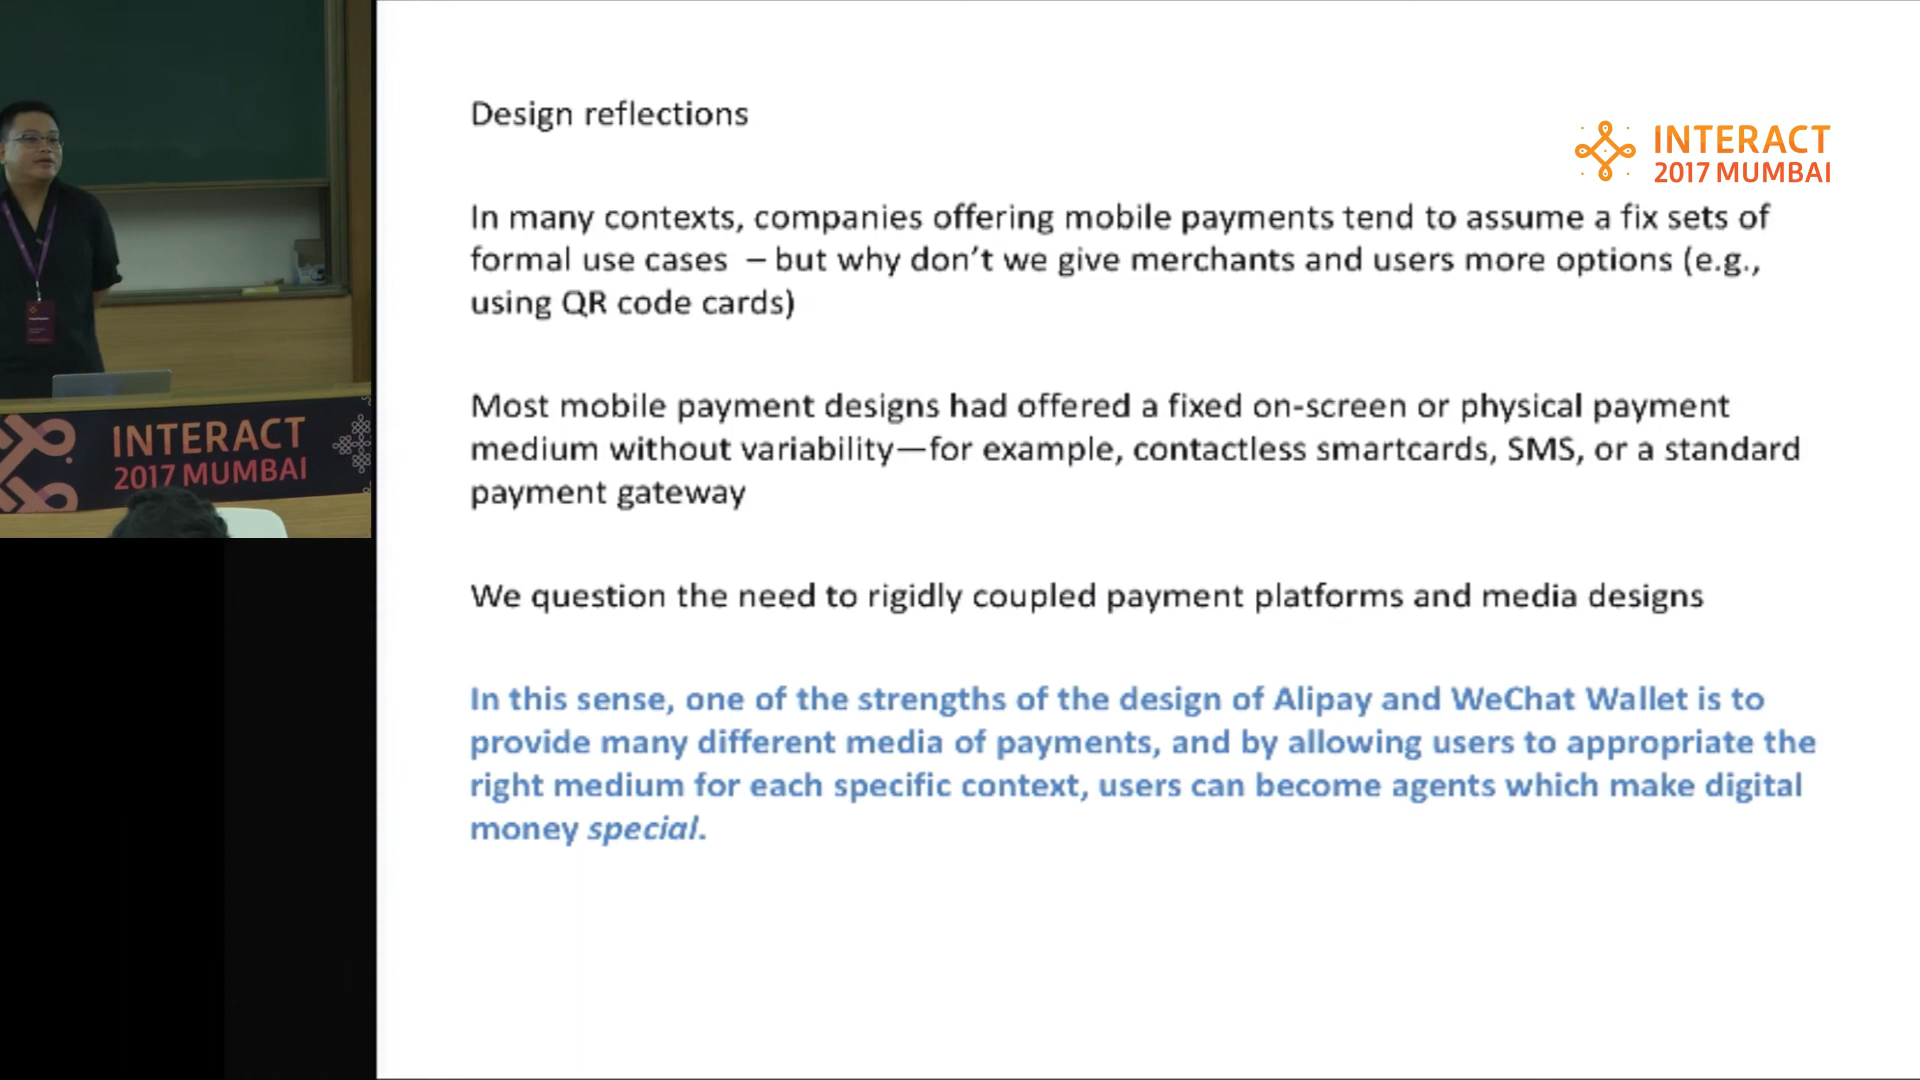 Design reflections
INTERACT
2017 MUMBAI
In many contexts, companies offering mobile payments tend to assume a fix sets of
formal use cases – but why don't we give merchants and users more options (e.g.,
using QR code cards)
Most mobile payment designs had offered a fixed on-screen or physical payment
medium without variability—for example, contactless smartcards, SMS, or a standard
payment gateway
We question the need to rigidly coupled payment platforms and media designs
In this sense, one of the strengths of the design of Alipay and WeChat Wallet is to
provide many different media of payments, and by allowing users to appropriate the
right medium for each specific context, users can become agents which make digital
money special.
INTERACT
2017 MUMBAI